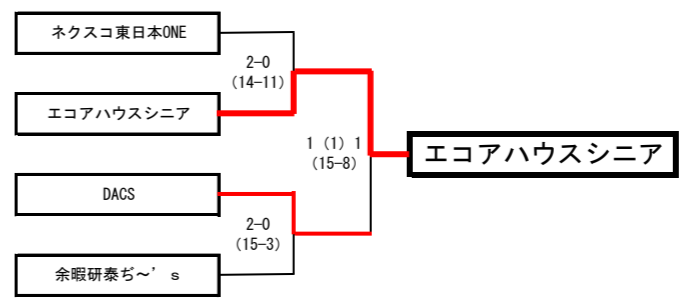 ネクスコ東日本ONE
2-0
(14-11)
エコアハウスシニア
1 (1) 1
(15-8)
エコアハウスシニア
DACS
2-0
(15-3)
余暇研泰ぢ～’ｓ